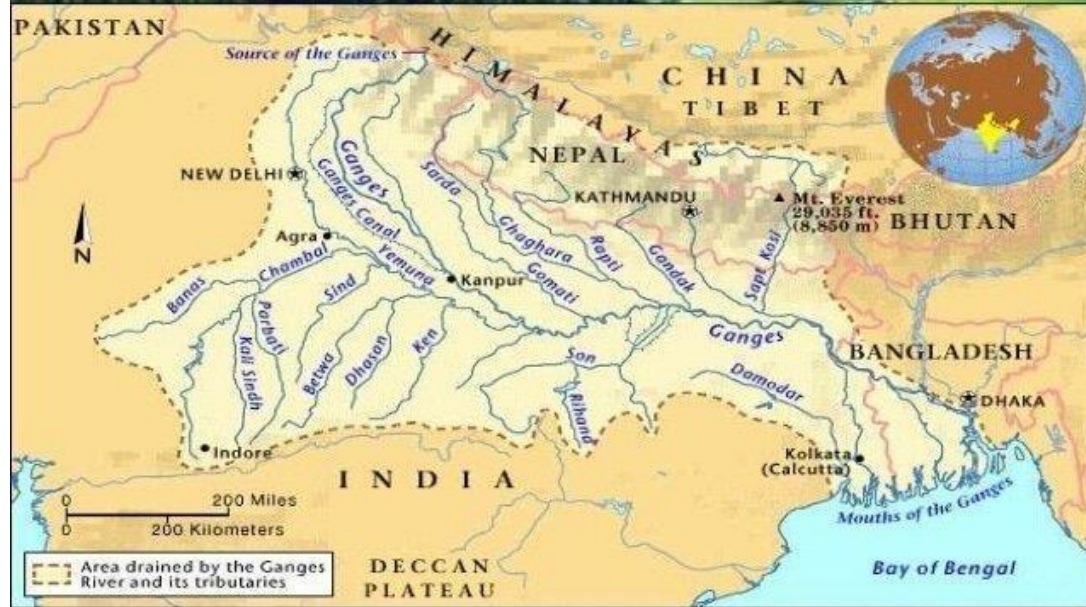 PAKISTAN
Source of the Ganges
HIMALAYAS
CHINA
TIBET
NEPAL
NEW DELHI
KATHMANDU
Mt. Everest
29,035 ft.
(8,850 m)
BHUTAN
N
Agra
Ganges
Ganges Canal
Sarda
Ghaghara
Rapti
Gandak
Sapt Kosi
Yemuna
Gomati
Kanpur
Banas
Chambal
Sind
Parbati
Kali Sindh
Betwa
Dhasan
Ken
Son
Rihand
Ganges
Damodar
BANGLADESH
DHAKA
Indore
Kolkata
(Calcutta)
INDIA
Mouths of the Ganges
0 200 Miles
0 200 Kilometers
Area drained by the Ganges
River and its tributaries
DECCAN
PLATEAU
Bay of Bengal